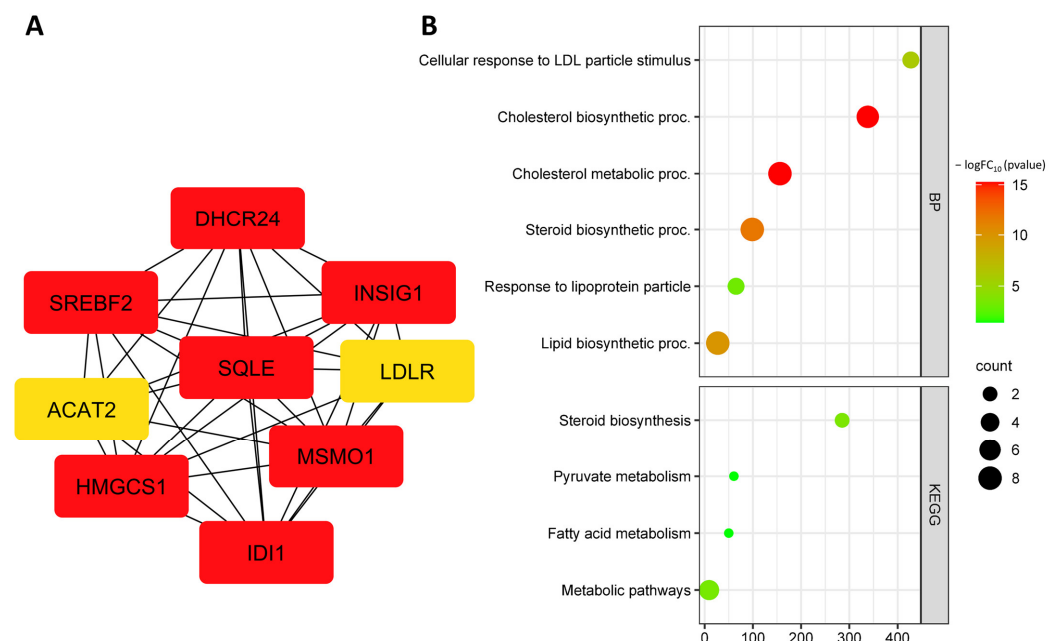 A
DHCR24
SREBF2
INSIG1
SQLE
LDLR
ACAT2
MSMO1
HMGCS1
IDI1
B
Cellular response to LDL particle stimulus
Cholesterol biosynthetic proc.
Cholesterol metabolic proc.
Steroid biosynthetic proc.
Response to lipoprotein particle
Lipid biosynthetic proc.
BP
Steroid biosynthesis
Pyruvate metabolism
Fatty acid metabolism
Metabolic pathways
KEGG
0 100 200 300 400
– logFC10 (pvalue)
15
10
5
count
2
4
6
8